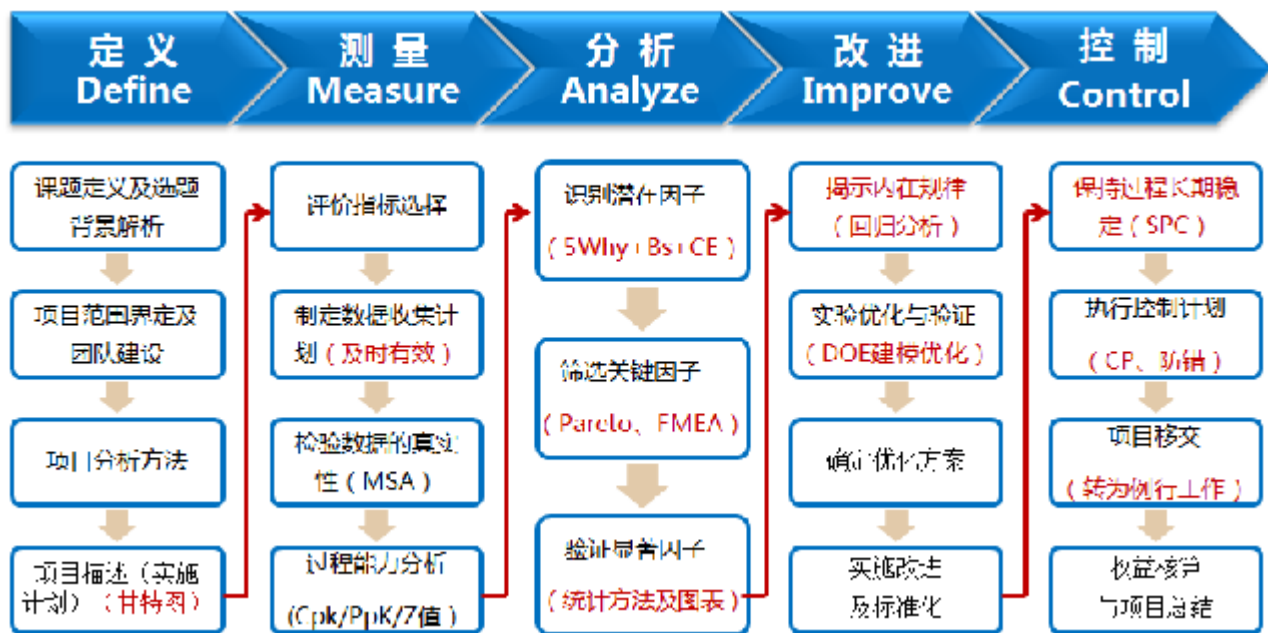 定 义
Define
测 量
Measure
分 析
Analyze
改 进
Improve
控 制
Control
课题定义及选题
背景解析
项目范围界定及
团队建设
项目分析方法
项目描述（实施
计划）（甘特图）
评价指标选择
制定数据收集计
划（及时有效）
检验数据的真实
性（MSA）
过程能力分析
(Cpk/PpK/Z值）
识别潜在因子
（5Why+Bs+CE）
筛选关键因子
（Pareto、FMEA）
验证显著因子
（统计方法及图表）
揭示内在规律
（回归分析）
实验优化与验证
（DOE建模优化）
确定优化方案
实施改进
及标准化
保持过程长期稳
定（SPC）
执行控制计划
（CP、防错）
项目移交
（转为例行工作）
收益核算
与项目总结